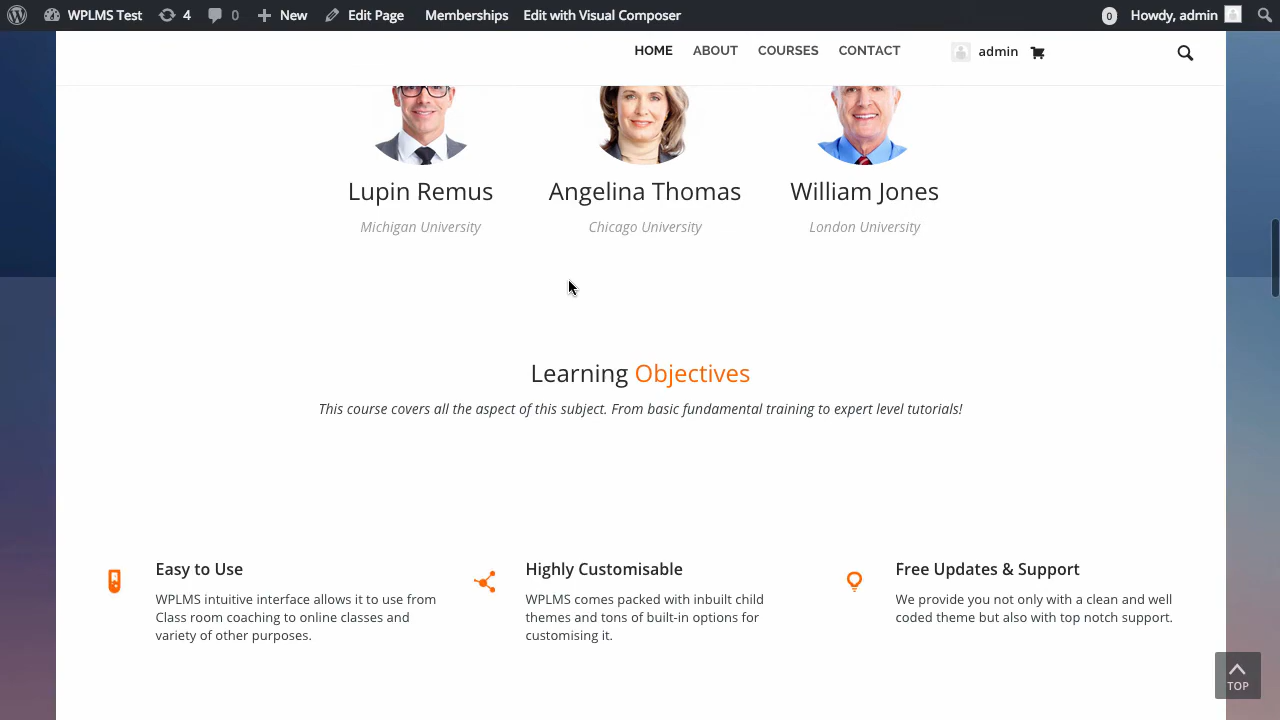 WPLMS Test 4 0 New Edit Page Memberships Edit with Visual Composer 0 Howdy, admin
HOME ABOUT COURSES CONTACT admin
Lupin Remus Angelina Thomas William Jones
Michigan University Chicago University London University
Learning Objectives
This course covers all the aspect of this subject. From basic fundamental training to expert level tutorials!
Easy to Use
WPLMS intuitive interface allows it to use from
Class room coaching to online classes and
variety of other purposes.
Highly Customisable
WPLMS comes packed with inbuilt child
themes and tons of built-in options for
customising it.
Free Updates & Support
We provide you not only with a clean and well
coded theme but also with top notch support.
TOP